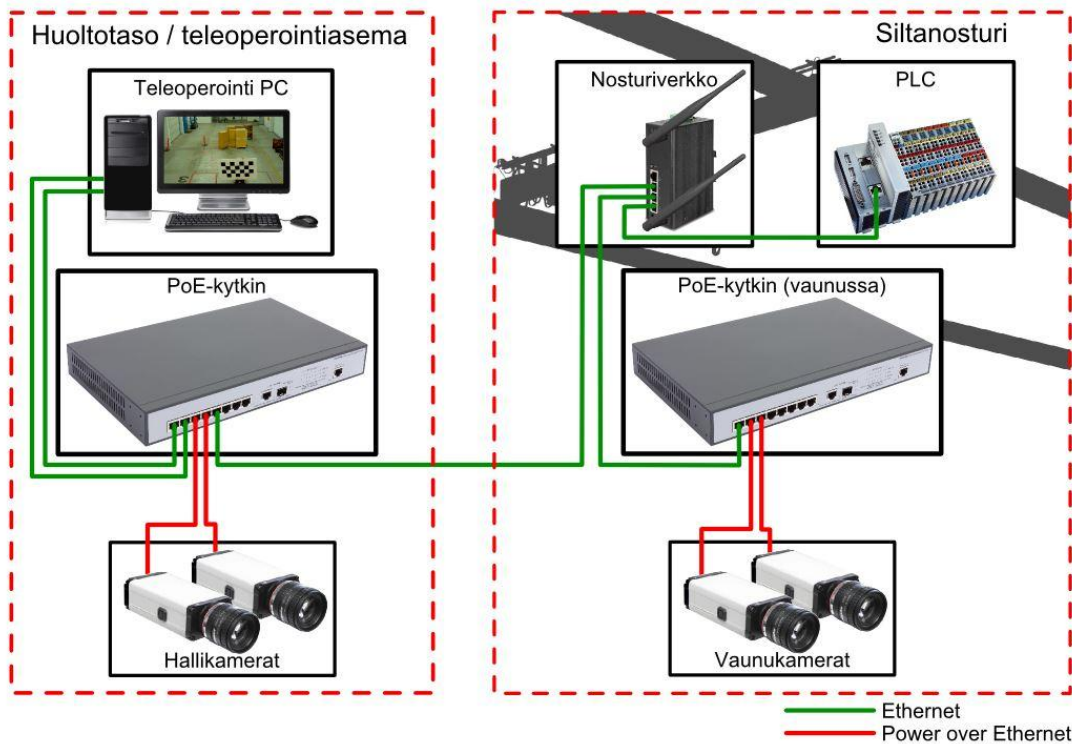 Huoltotaso / teleoperointiasema
Teleoperointi PC
PoE-kytkin
Hallikamerat
Siltanosturi
Nosturiverkko
PLC
PoE-kytkin (vaunussa)
Vaunukamerat
Ethernet
Power over Ethernet